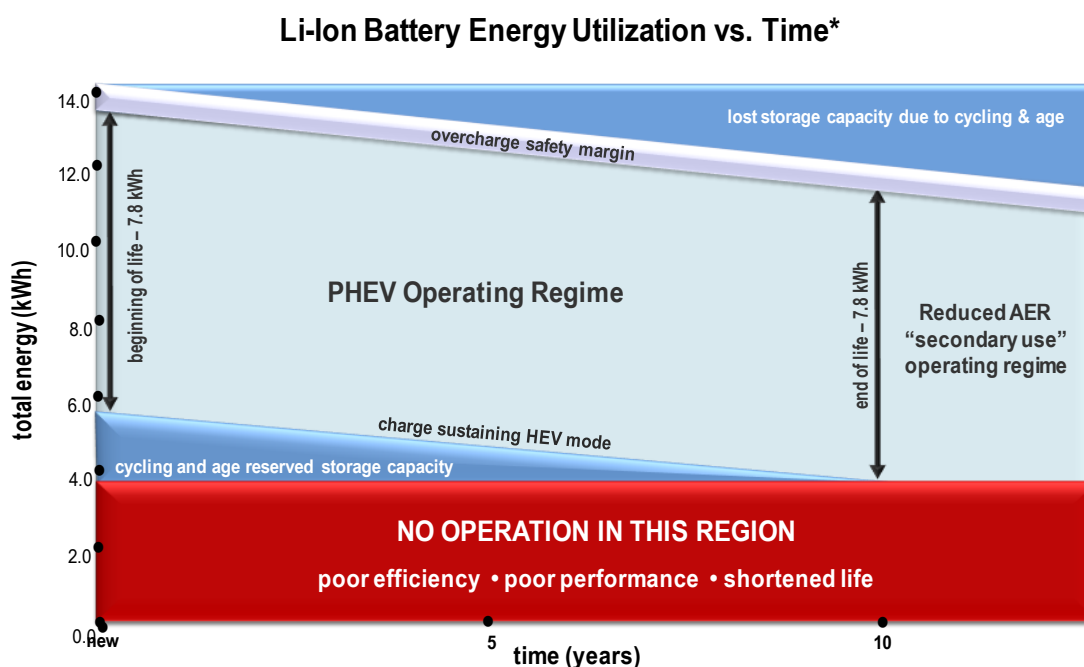 Li-Ion Battery Energy Utilization vs. Time*
14.0
lost storage capacity due to cycling & age
overcharge safety margin
12.0
beginning of life – 7.8 kWh
10.0
total energy (kWh)
PHEV Operating Regime
end of life – 7.8 kWh
Reduced AER
“secondary use”
operating regime
8.0
6.0
charge sustaining HEV mode
cycling and age reserved storage capacity
4.0
NO OPERATION IN THIS REGION
2.0
poor efficiency • poor performance • shortened life
0.0
new
5
10
time (years)